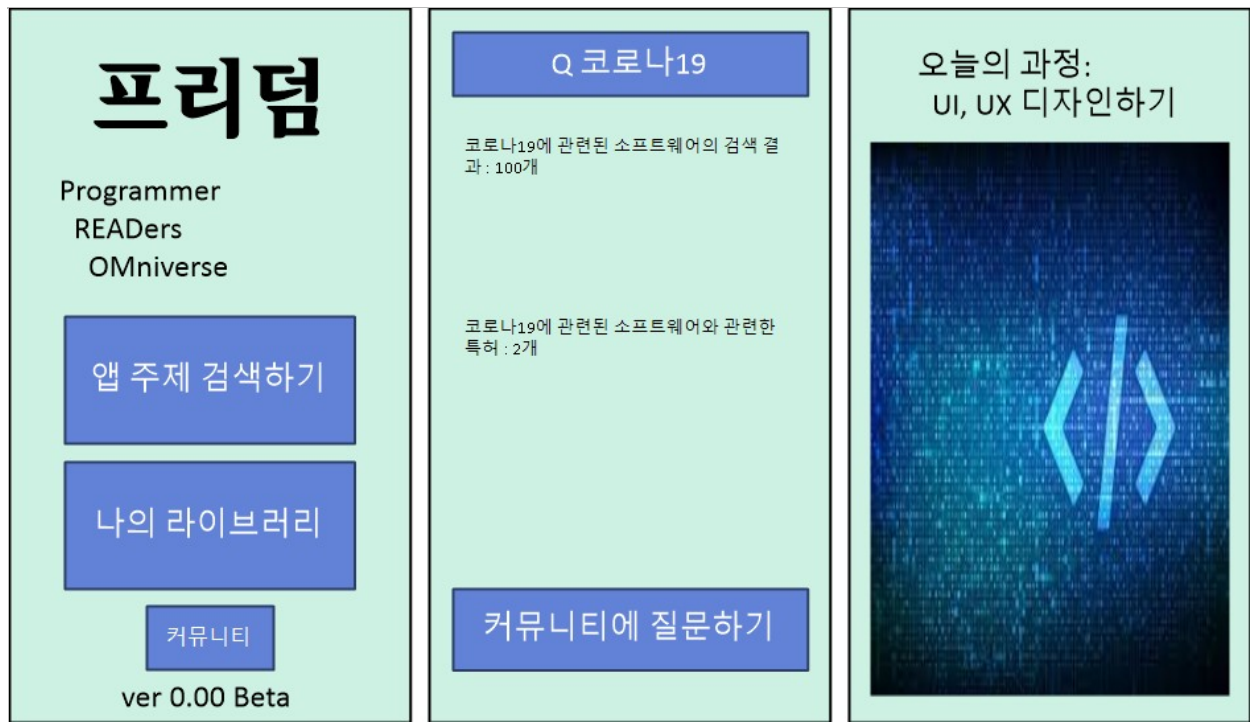 프리덤
Programmer
READers
OMniverse
앱 주제 검색하기
나의 라이브러리
커뮤니티
ver 0.00 Beta
Q 코로나19
코로나19에 관련된 소프트웨어의 검색 결
과 : 100개
코로나19에 관련된 소프트웨어와 관련한
특허 : 2개
커뮤니티에 질문하기
오늘의 과정:
UI, UX 디자인하기
</>